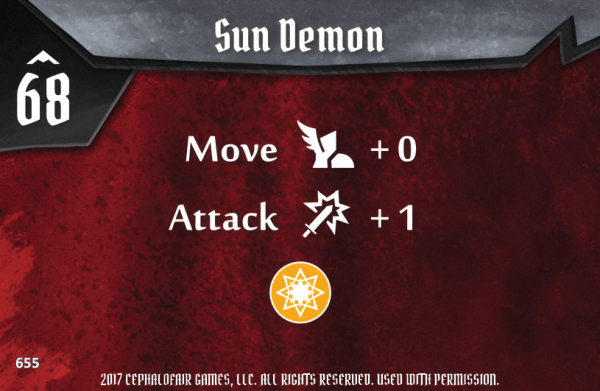 Sun Demon
68
Move + 0
Attack + 1
655
2017 CEPHALOFAIR GAMES, LLC. ALL RIGHTS RESERVED. USED WITH PERMISSION.